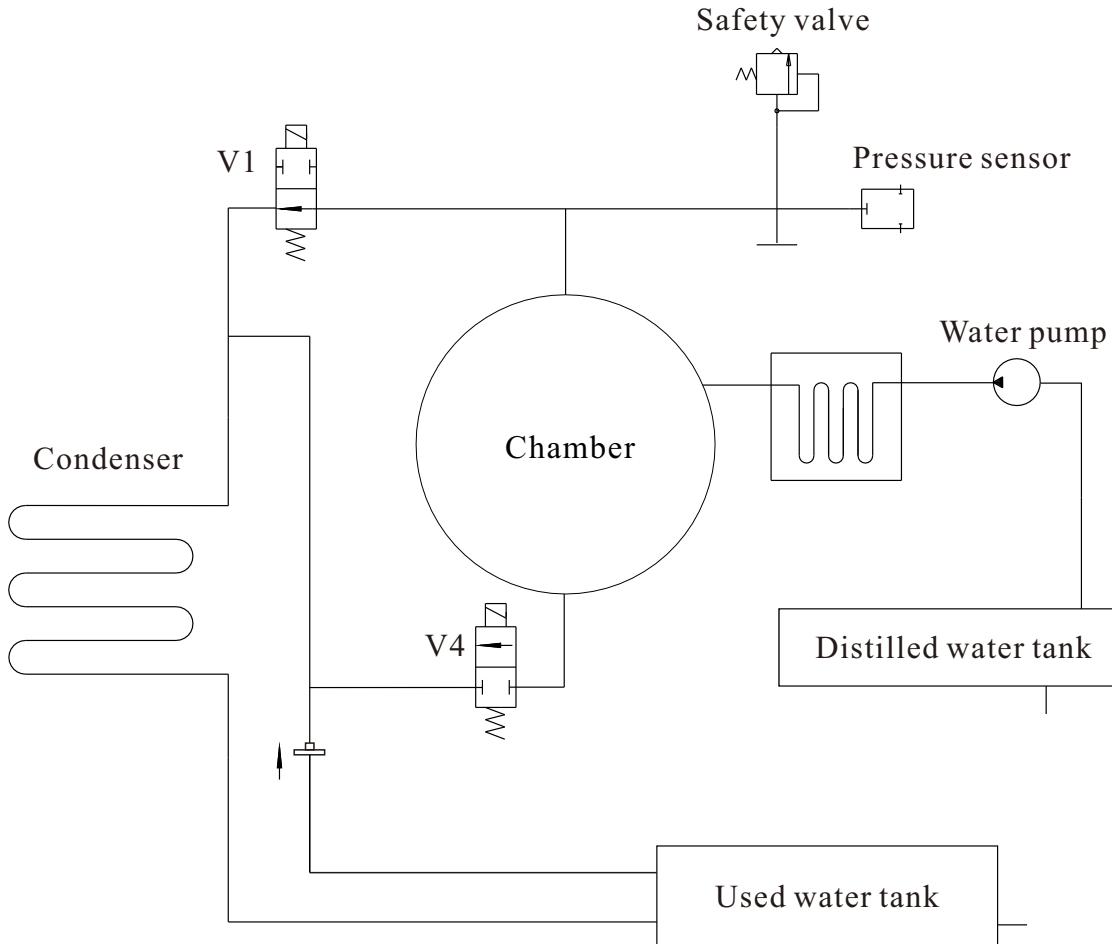 Safety valve
V1
Pressure sensor
Water pump
Condenser
Chamber
V4
Distilled water tank
Used water tank